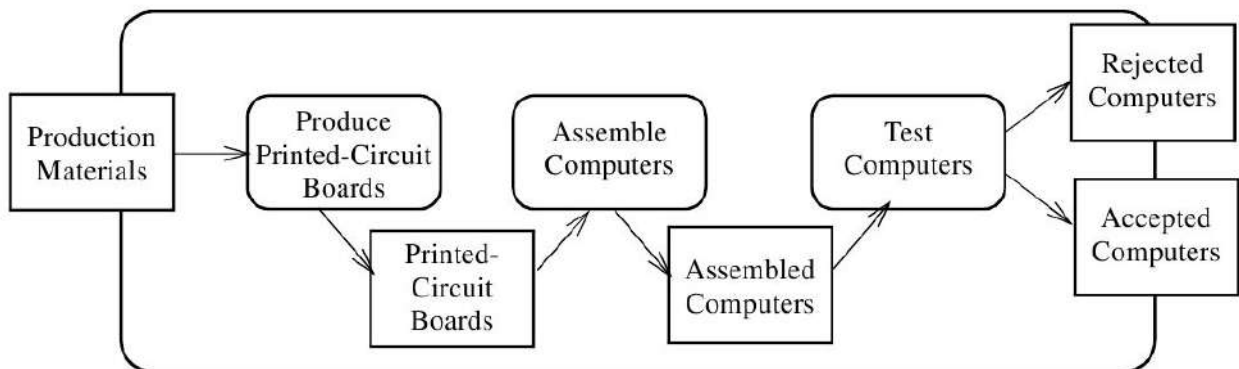 Production
Materials
Produce
Printed-Circuit
Boards
Printed-
Circuit
Boards
Assemble
Computers
Assembled
Computers
Test
Computers
Rejected
Computers
Accepted
Computers